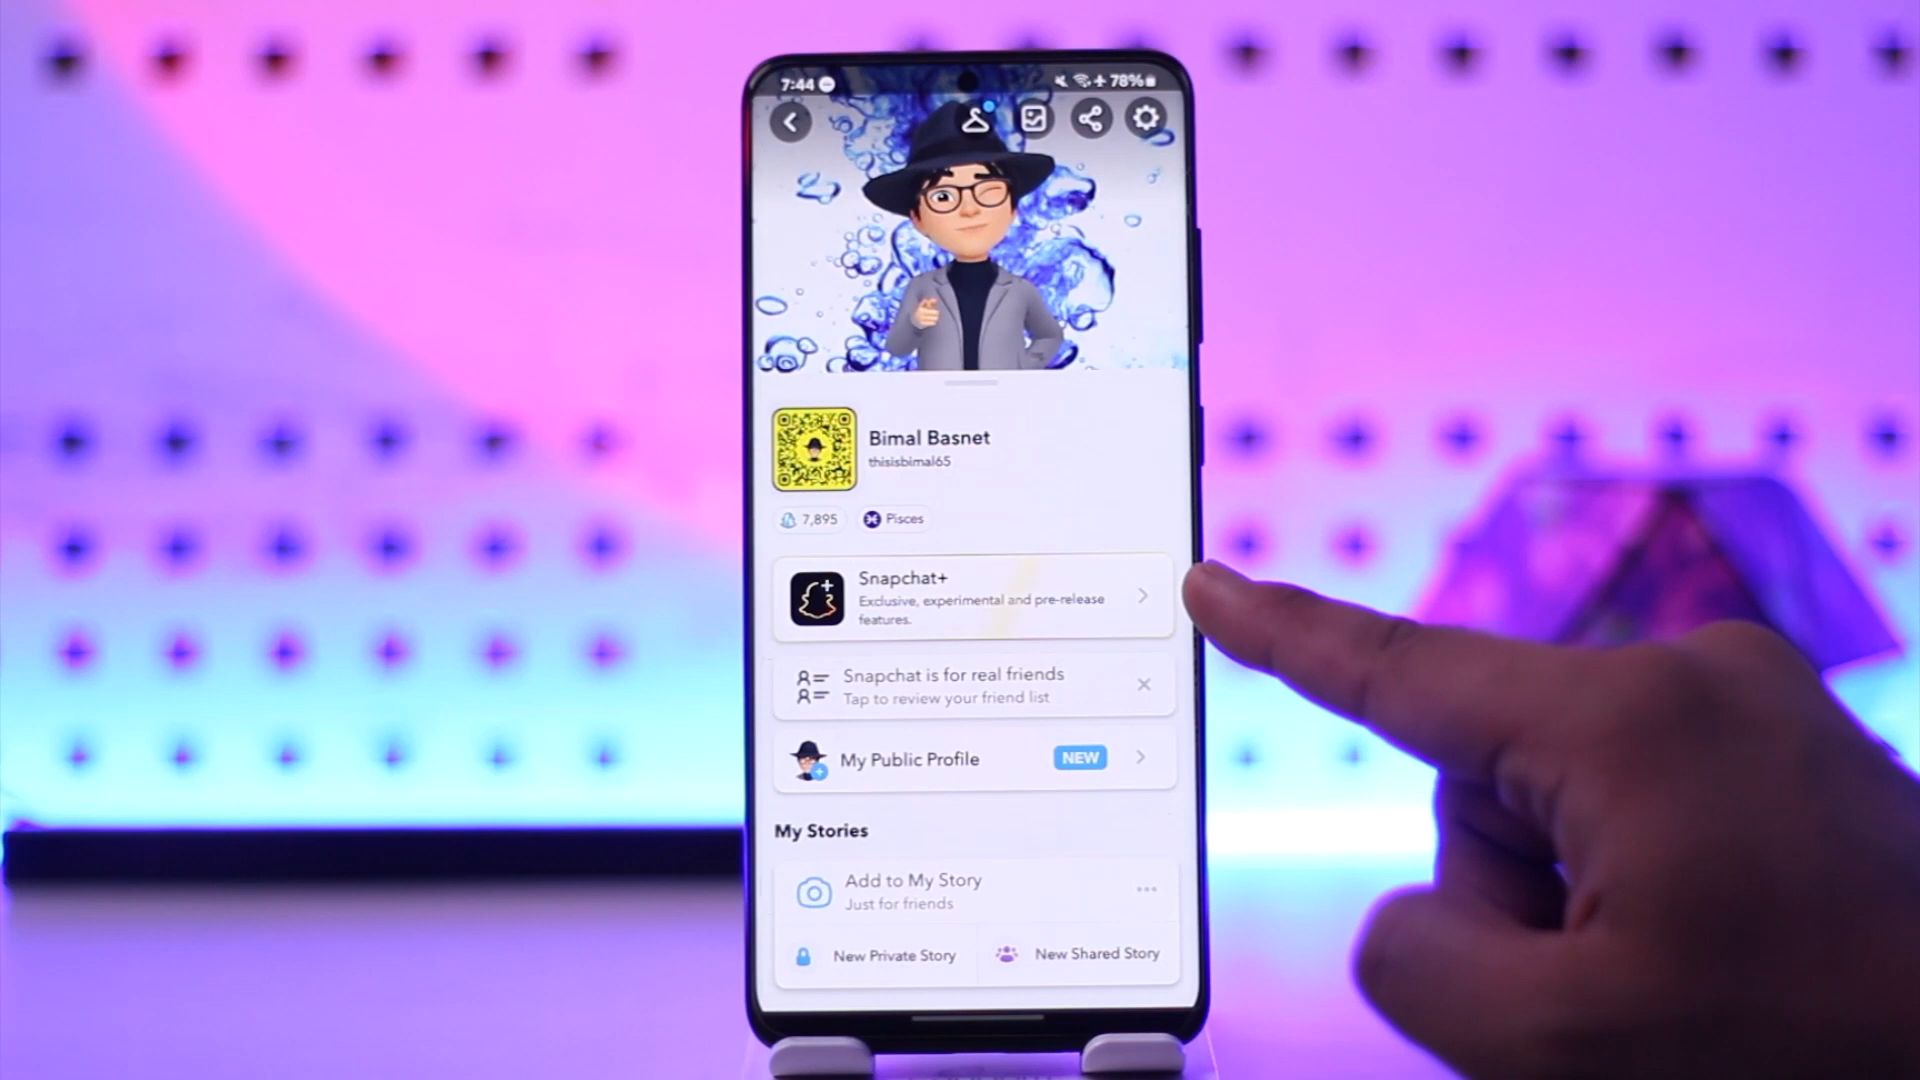 7:44
78%
Bimal Basnet
thisisbimal65
7,895
Pisces
Snapchat+
Exclusive, experimental and pre-release
features.
Snapchat is for real friends
Tap to review your friend list
My Public Profile
NEW
My Stories
Add to My Story
Just for friends
New Private Story
New Shared Story